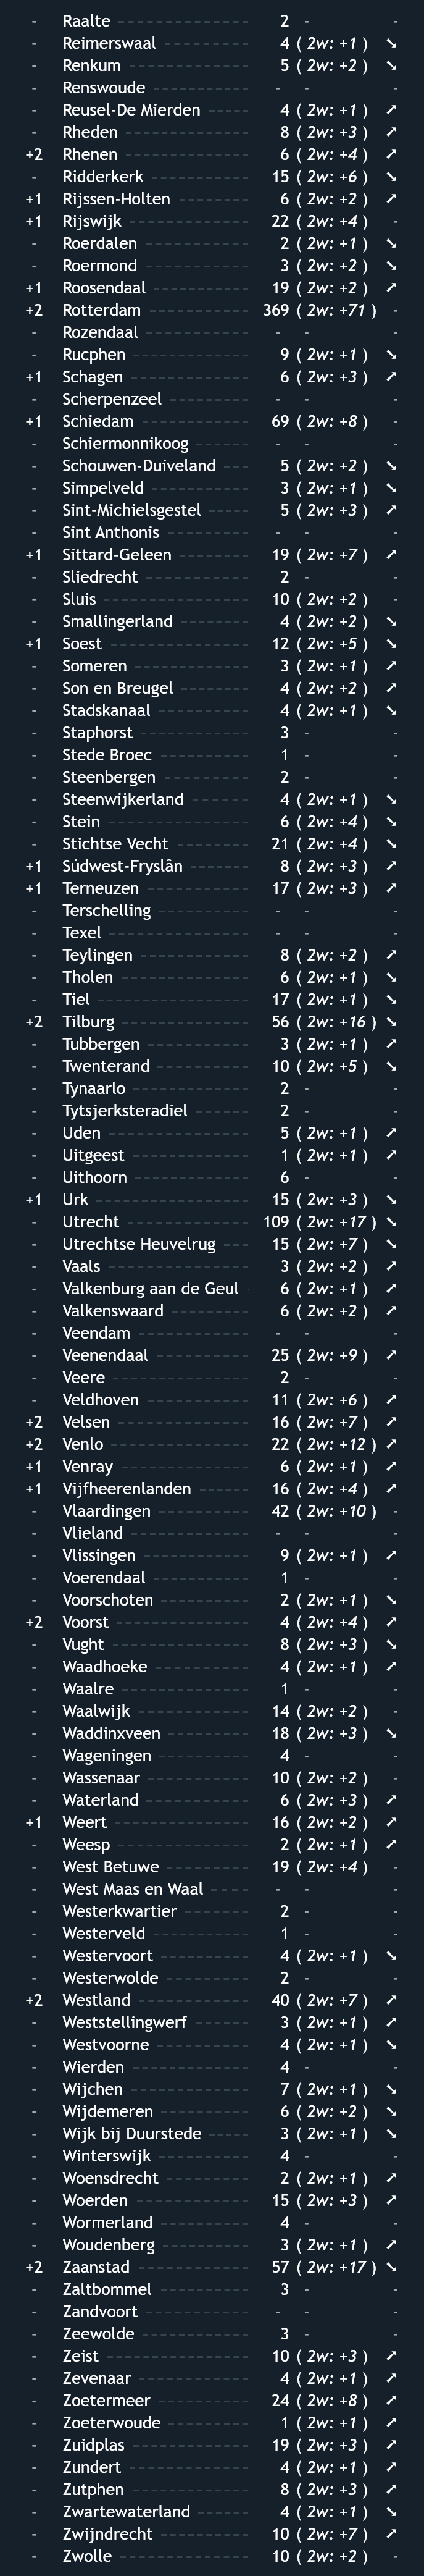 - Raalte 2 - -
- Reimerswaal 4 ( 2w: +1 ) ↘
- Renkum 5 ( 2w: +2 ) ↘
- Renswoude - - -
- Reusel-De Mierden 4 ( 2w: +1 ) ↗
- Rheden 8 ( 2w: +3 ) ↗
+2 Rhenen 6 ( 2w: +4 ) ↗
- Ridderkerk 15 ( 2w: +6 ) ↘
+1 Rijssen-Holten 6 ( 2w: +2 ) ↗
+1 Rijswijk 22 ( 2w: +4 ) -
- Roerdalen 2 ( 2w: +1 ) ↘
- Roermond 3 ( 2w: +2 ) ↘
+1 Roosendaal 19 ( 2w: +2 ) ↗
+2 Rotterdam 369 ( 2w: +71 ) -
- Rozendaal - - -
- Rucphen 9 ( 2w: +1 ) ↘
+1 Schagen 6 ( 2w: +3 ) ↗
- Scherpenzeel - - -
+1 Schiedam 69 ( 2w: +8 ) -
- Schiermonnikoog - - -
- Schouwen-Duiveland 5 ( 2w: +2 ) ↘
- Simpelveld 3 ( 2w: +1 ) ↘
- Sint-Michielsgestel 5 ( 2w: +3 ) ↗
- Sint Anthonis - - -
+1 Sittard-Geleen 19 ( 2w: +7 ) ↗
- Sliedrecht 2 - -
- Sluis 10 ( 2w: +2 ) -
- Smallingerland 4 ( 2w: +2 ) ↘
+1 Soest 12 ( 2w: +5 ) ↗
- Someren 3 ( 2w: +1 ) ↗
- Son en Breugel 4 ( 2w: +2 ) ↗
- Stadskanaal 4 ( 2w: +1 ) ↘
- Staphorst 3 - -
- Stede Broec 1 - -
- Steenbergen 2 - -
- Steenwijkerland 4 ( 2w: +1 ) ↘
- Stein 6 ( 2w: +4 ) ↗
- Stichtse Vecht 21 ( 2w: +4 ) ↘
+1 Súdwest-Fryslân 8 ( 2w: +3 ) ↗
+1 Terneuzen 17 ( 2w: +3 ) ↗
- Terschelling - - -
- Texel - - -
- Teylingen 8 ( 2w: +2 ) ↗
- Tholen 6 ( 2w: +1 ) ↘
- Tiel 17 ( 2w: +1 ) ↘
+2 Tilburg 56 ( 2w: +16 ) ↘
- Tubbergen 3 ( 2w: +1 ) ↗
- Twenterand 10 ( 2w: +5 ) ↘
- Tynaarlo 2 - -
- Tytsjerksteradiel 2 - -
- Uden 5 ( 2w: +1 ) ↗
- Uitgeest 1 ( 2w: +1 ) ↗
- Uithoorn 6 - -
+1 Urk 15 ( 2w: +3 ) ↘
- Utrecht 109 ( 2w: +17 ) ↘
- Utrechtse Heuvelrug 15 ( 2w: +7 ) ↘
- Vaals 3 ( 2w: +2 ) ↗
- Valkenburg aan de Geul 6 ( 2w: +1 ) ↗
- Valkenswaard 6 ( 2w: +2 ) ↗
- Veendam - - -
- Veenendaal 25 ( 2w: +9 ) ↗
- Veere 2 - -
- Veldhoven 11 ( 2w: +6 ) ↗
+2 Velsen 16 ( 2w: +7 ) ↗
+2 Venlo 22 ( 2w: +12 ) ↗
+1 Venray 6 ( 2w: +1 ) ↗
+1 Vijfheerenlanden 16 ( 2w: +4 ) ↗
- Vlaardingen 42 ( 2w: +10 ) -
- Vlieland - - -
- Vlissingen 9 ( 2w: +1 ) ↗
- Voerendaal 1 - -
- Voorschoten 2 ( 2w: +1 ) ↘
+2 Voorst 4 ( 2w: +4 ) ↗
- Vught 8 ( 2w: +3 ) ↘
- Waadhoeke 4 ( 2w: +1 ) ↗
- Waalre 1 - -
- Waalwijk 14 ( 2w: +2 ) -
- Waddinxveen 18 ( 2w: +3 ) ↘
- Wageningen 4 - -
- Wassenaar 10 ( 2w: +2 ) -
- Waterland 6 ( 2w: +3 ) ↗
+1 Weert 16 ( 2w: +2 ) ↗
- Weesp 2 ( 2w: +1 ) ↗
- West Betuwe 19 ( 2w: +4 ) -
- West Maas en Waal - - -
- Westerkwartier 2 - -
- Westerveld 1 - -
- Westervoort 4 ( 2w: +1 ) ↘
- Westerwolde 2 - -
+2 Westland 40 ( 2w: +7 ) ↗
- Weststellingwerf 3 ( 2w: +1 ) ↗
- Westvoorne 4 ( 2w: +1 ) ↘
- Wierden 4 - -
- Wijchen 7 ( 2w: +1 ) ↘
- Wijdemeren 6 ( 2w: +2 ) ↘
- Wijk bij Duurstede 3 ( 2w: +1 ) ↘
- Winterswijk 4 - -
- Woensdrecht 2 ( 2w: +1 ) ↗
- Woerden 15 ( 2w: +3 ) ↗
- Wormerland 4 - -
- Woudenberg 3 ( 2w: +1 ) ↗
+2 Zaanstad 57 ( 2w: +17 ) ↘
- Zaltbommel 3 - -
- Zandvoort - - -
- Zeewolde 3 - -
- Zeist 10 ( 2w: +3 ) ↗
- Zevenaar 4 ( 2w: +1 ) ↗
- Zoetermeer 24 ( 2w: +8 ) ↗
- Zoeterwoude 1 ( 2w: +1 ) ↗
- Zuidplas 19 ( 2w: +3 ) ↗
- Zundert 4 ( 2w: +1 ) ↗
- Zutphen 8 ( 2w: +3 ) ↗
- Zwartewaterland 4 ( 2w: +1 ) ↘
- Zwijndrecht 10 ( 2w: +7 ) ↗
- Zwolle 10 ( 2w: +2 ) -